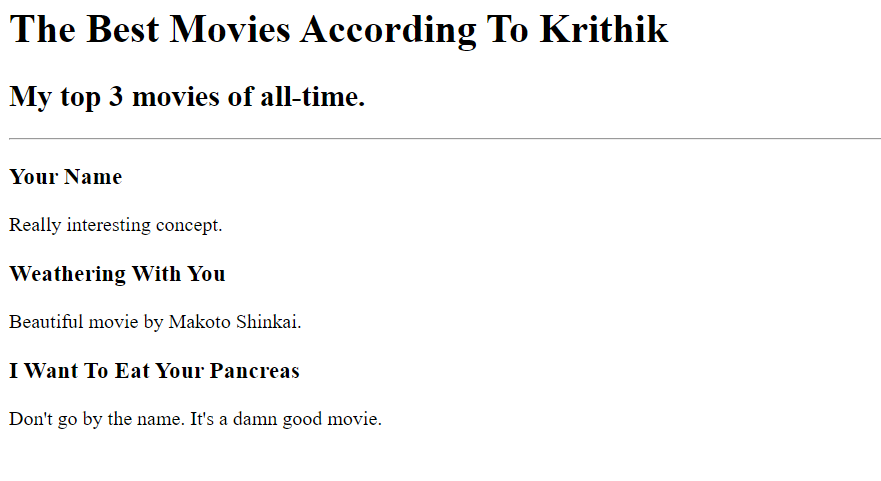 The Best Movies According To Krithik
My top 3 movies of all-time.
Your Name
Really interesting concept.
Weathering With You
Beautiful movie by Makoto Shinkai.
I Want To Eat Your Pancreas
Don't go by the name. It's a damn good movie.